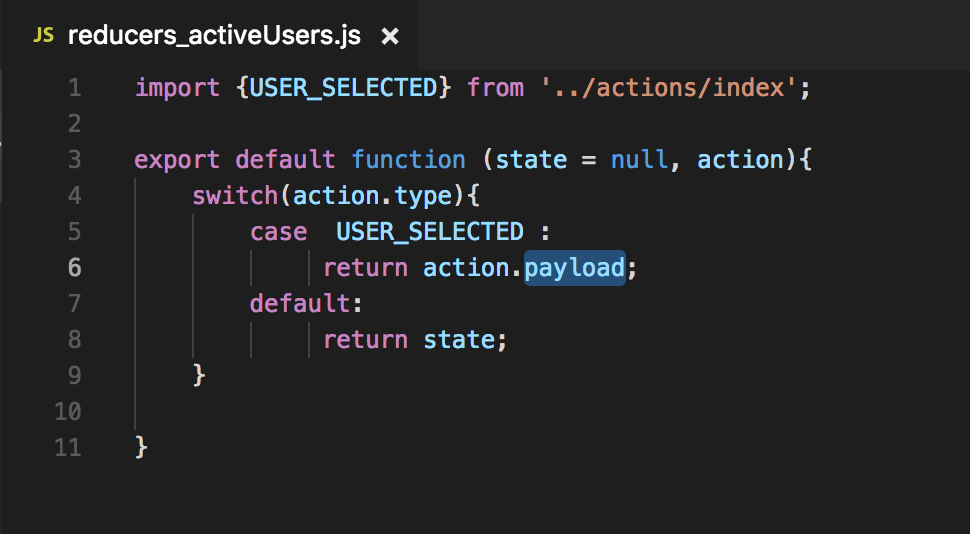 JS reducers_activeUsers.js ×
1 import {USER_SELECTED} from '../actions/index';
2
3 export default function (state = null, action){
4     switch(action.type){
5         case  USER_SELECTED :
6              return action.payload;
7         default:
8              return state;
9     }
10
11 }